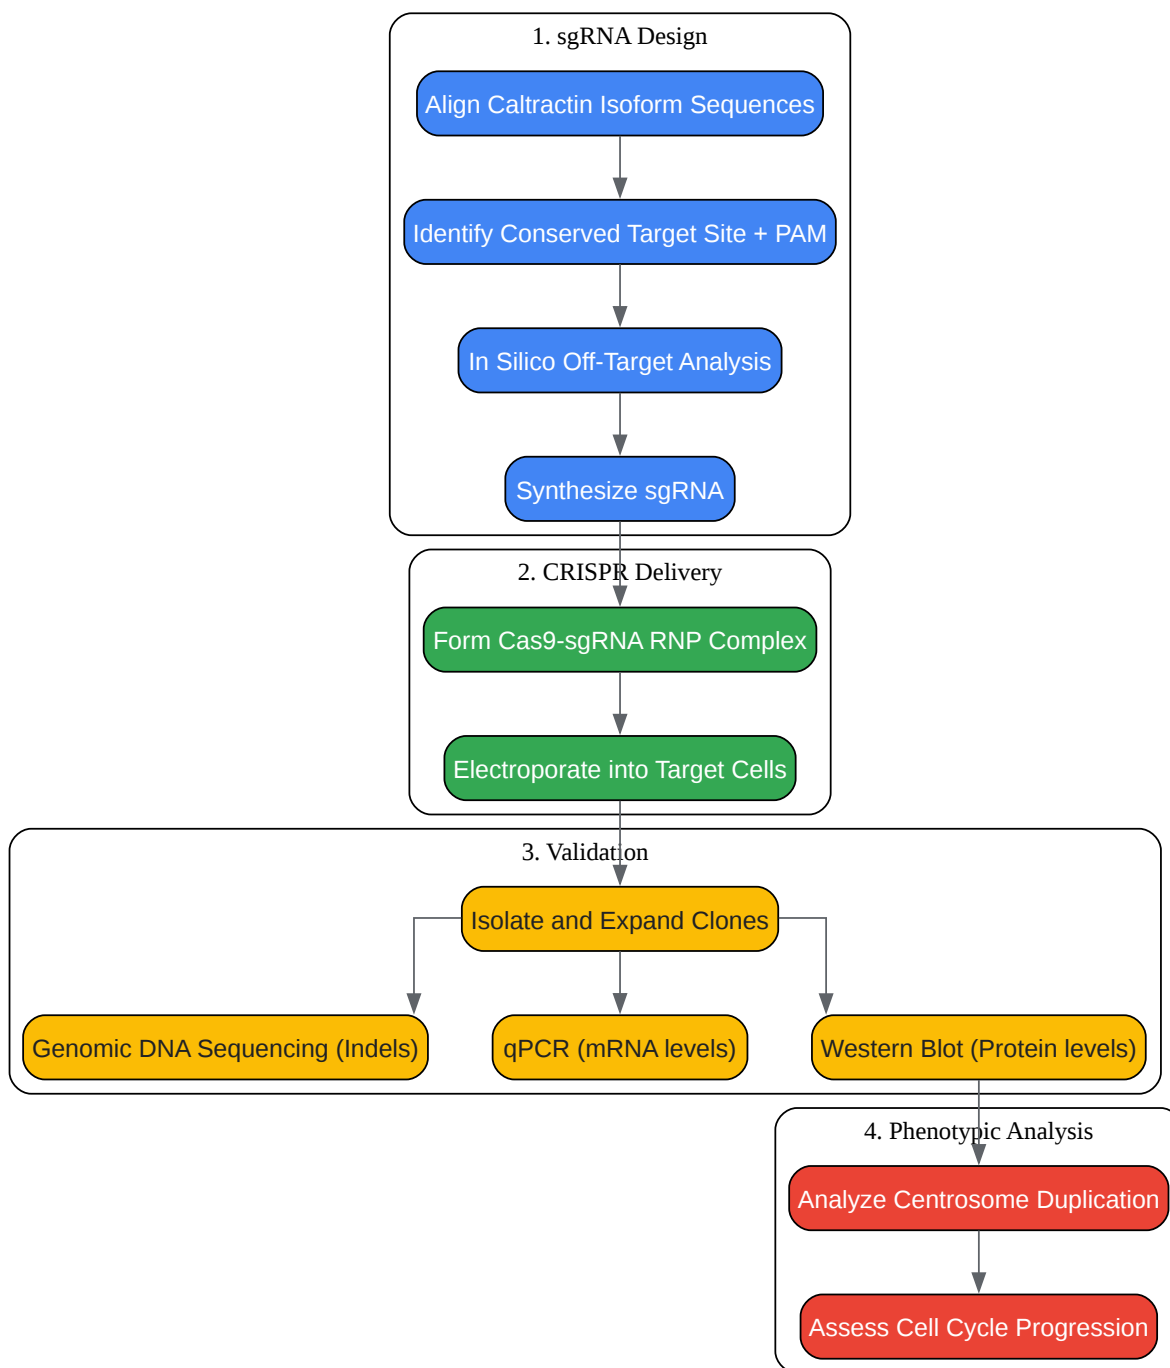 1. sgRNA Design
Align Caltractin Isoform Sequences
Identify Conserved Target Site + PAM
In Silico Off-Target Analysis
Synthesize sgRNA
2. CRISPR Delivery
Form Cas9-sgRNA RNP Complex
Electroporate into Target Cells
3. Validation
Isolate and Expand Clones
Genomic DNA Sequencing (Indels)
qPCR (mRNA levels)
Western Blot (Protein levels)
4. Phenotypic Analysis
Analyze Centrosome Duplication
Assess Cell Cycle Progression